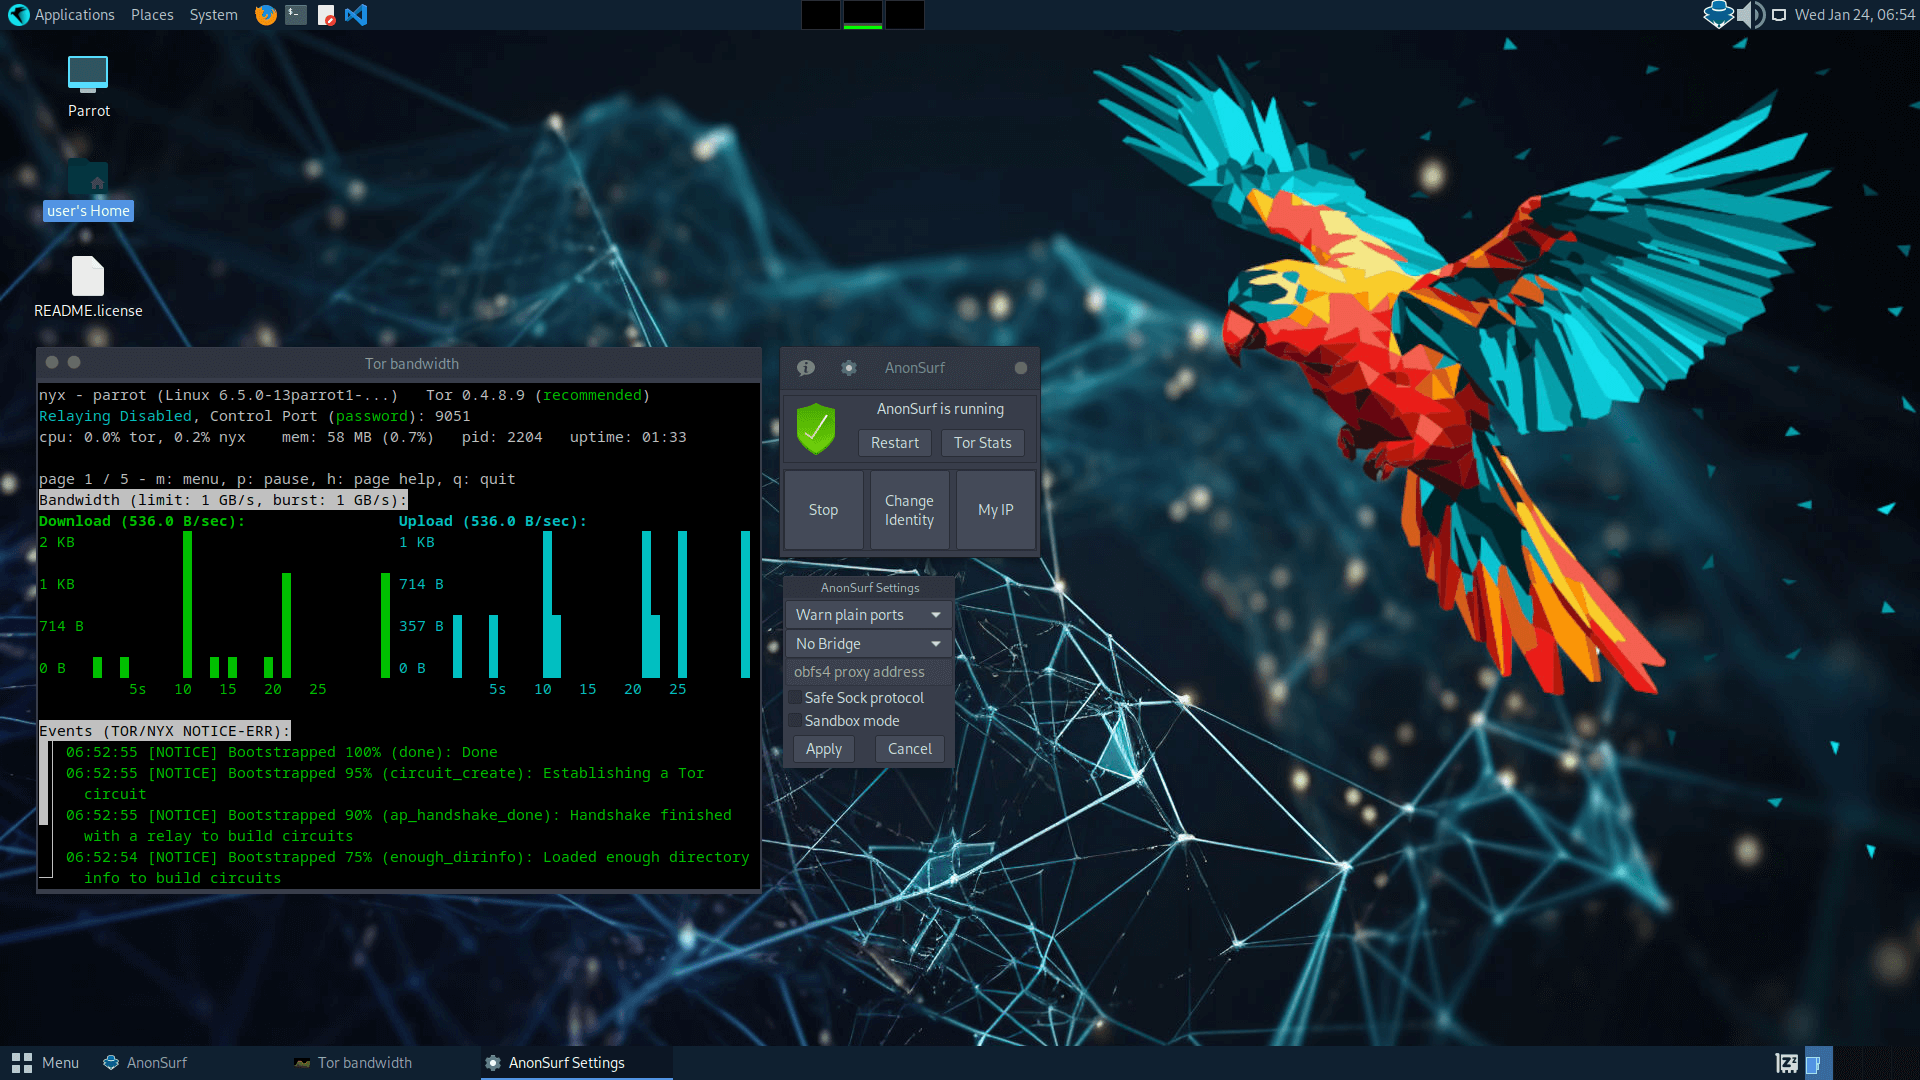 Applications Places System
Wed Jan 24, 06:54
Parrot
user's Home
README.license
Tor bandwidth
nyx - parrot (Linux 6.5.0-13parrot1-...)   Tor 0.4.8.9 (recommended)
Relaying Disabled, Control Port (password): 9051
cpu: 0.0% tor, 0.2% nyx    mem: 58 MB (0.7%)   pid: 2204   uptime: 01:33
page 1 / 5 - m: menu, p: pause, h: page help, q: quit
Bandwidth (limit: 1 GB/s, burst: 1 GB/s):
Download (536.0 B/sec): Upload (536.0 B/sec):
2 KB 1 KB
1 KB 714 B
714 B 357 B
0 B 0 B
5s 10 15 20 25 5s 10 15 20 25
Events (TOR/NYX NOTICE-ERR):
06:52:55 [NOTICE] Bootstrapped 100% (done): Done
06:52:55 [NOTICE] Bootstrapped 95% (circuit_create): Establishing a Tor
circuit
06:52:55 [NOTICE] Bootstrapped 90% (ap_handshake_done): Handshake finished
with a relay to build circuits
06:52:54 [NOTICE] Bootstrapped 75% (enough_dirinfo): Loaded enough directory
info to build circuits
AnonSurf
AnonSurf is running
Restart Tor Stats
Stop
Change
Identity
My IP
AnonSurf Settings
Warn plain ports
No Bridge
obfs4 proxy address
Safe Sock protocol
Sandbox mode
Apply Cancel
Menu AnonSurf Tor bandwidth AnonSurf Settings